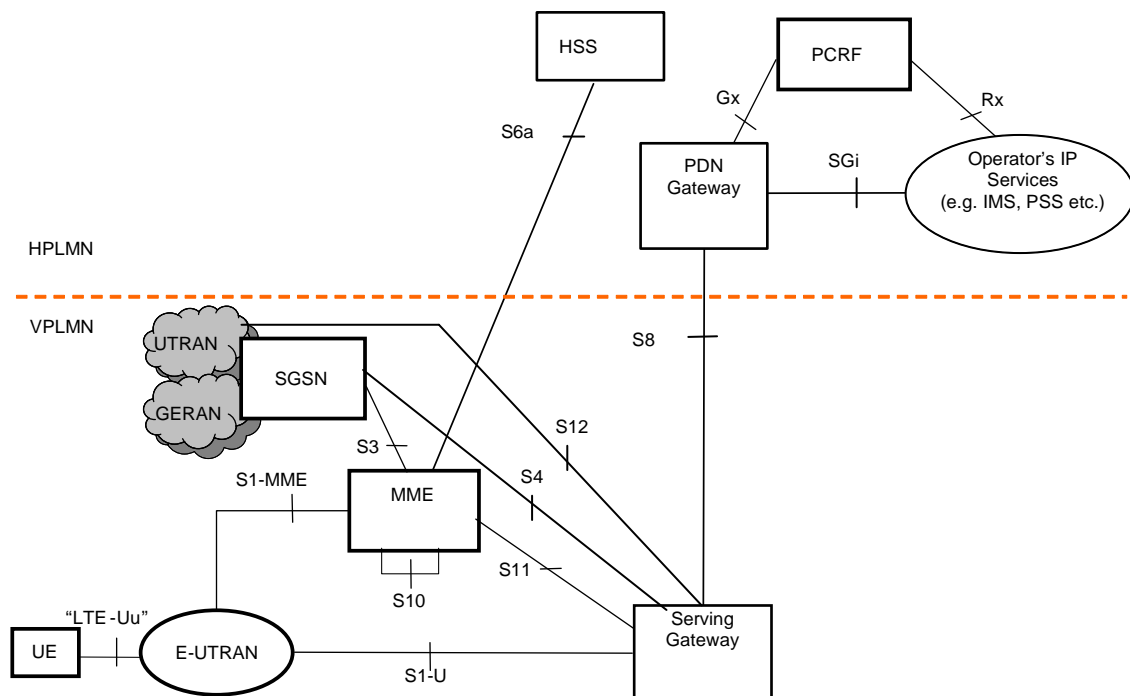 HSS
PCRF
Gx
Rx
S6a
PDN
Gateway
SGi
Operator’s IP
Services
(e.g. IMS, PSS etc.)
HPLMN
VPLMN
UTRAN
S8
SGSN
GERAN
S12
S3
S4
S1-MME
MME
S11
S10
“LTE-Uu”
Serving
Gateway
UE
E-UTRAN
S1-U